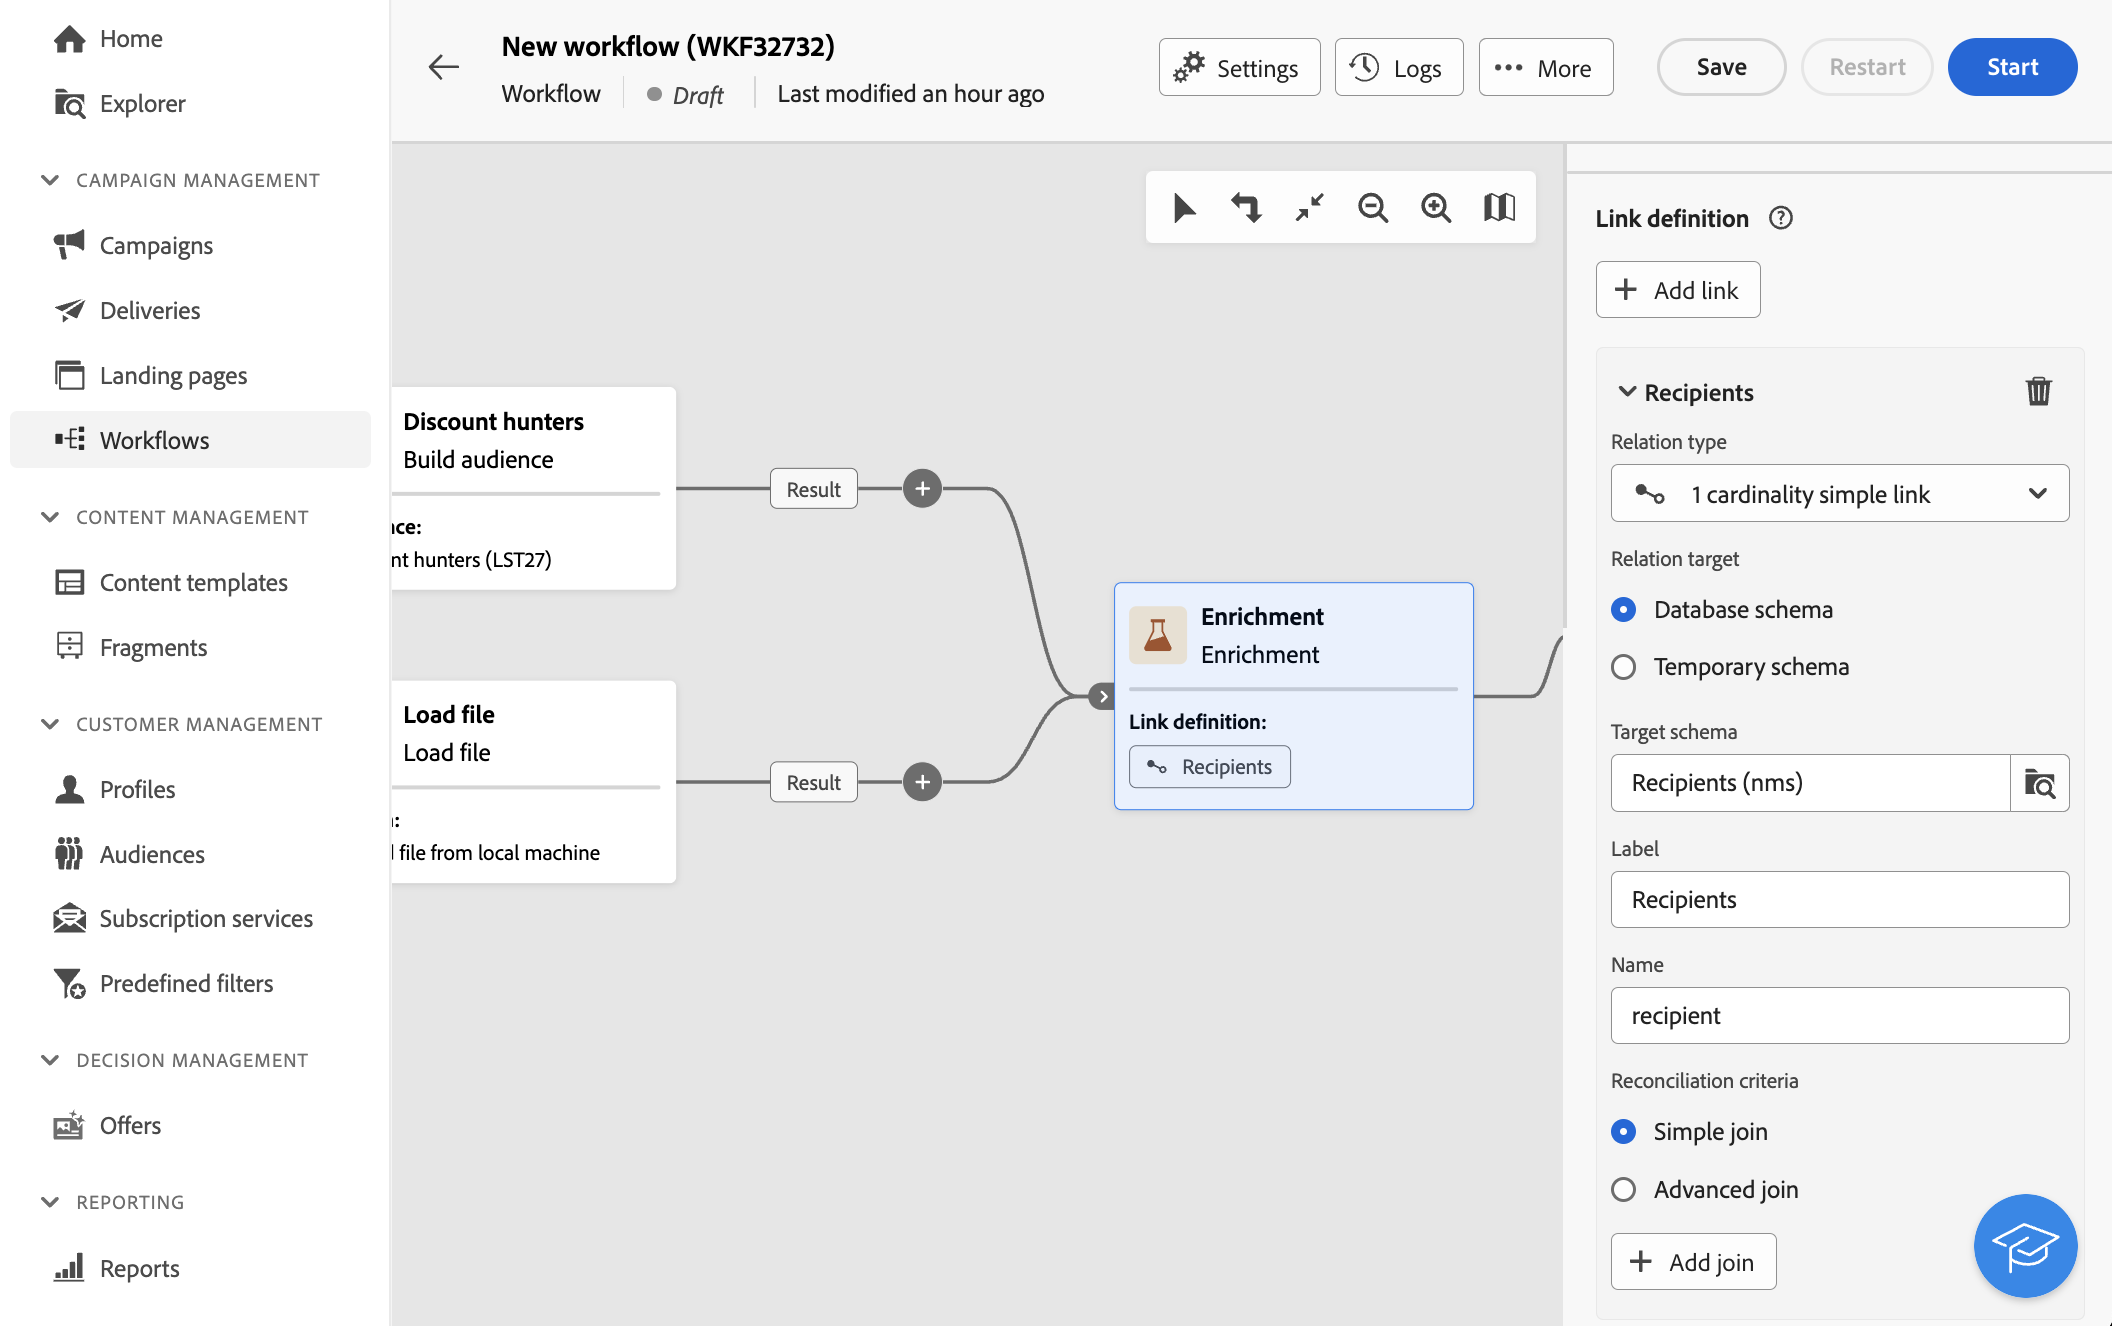 Home
Explorer
CAMPAIGN MANAGEMENT
Campaigns
Deliveries
Landing pages
Workflows
CONTENT MANAGEMENT
Content templates
Fragments
CUSTOMER MANAGEMENT
Profiles
Audiences
Subscription services
Predefined filters
DECISION MANAGEMENT
Offers
REPORTING
Reports
New workflow (WKF32732)
Workflow
Draft
Last modified an hour ago
Settings
Logs
More
Save
Restart
Start
Discount hunters
Build audience
nce:
nt hunters (LST27)
Result
Load file
Load file
:
file from local machine
Result
Enrichment
Enrichment
Link definition:
Recipients
Link definition
Add link
Recipients
Relation type
1 cardinality simple link
Relation target
Database schema
Temporary schema
Target schema
Recipients (nms)
Label
Recipients
Name
recipient
Reconciliation criteria
Simple join
Advanced join
Add join